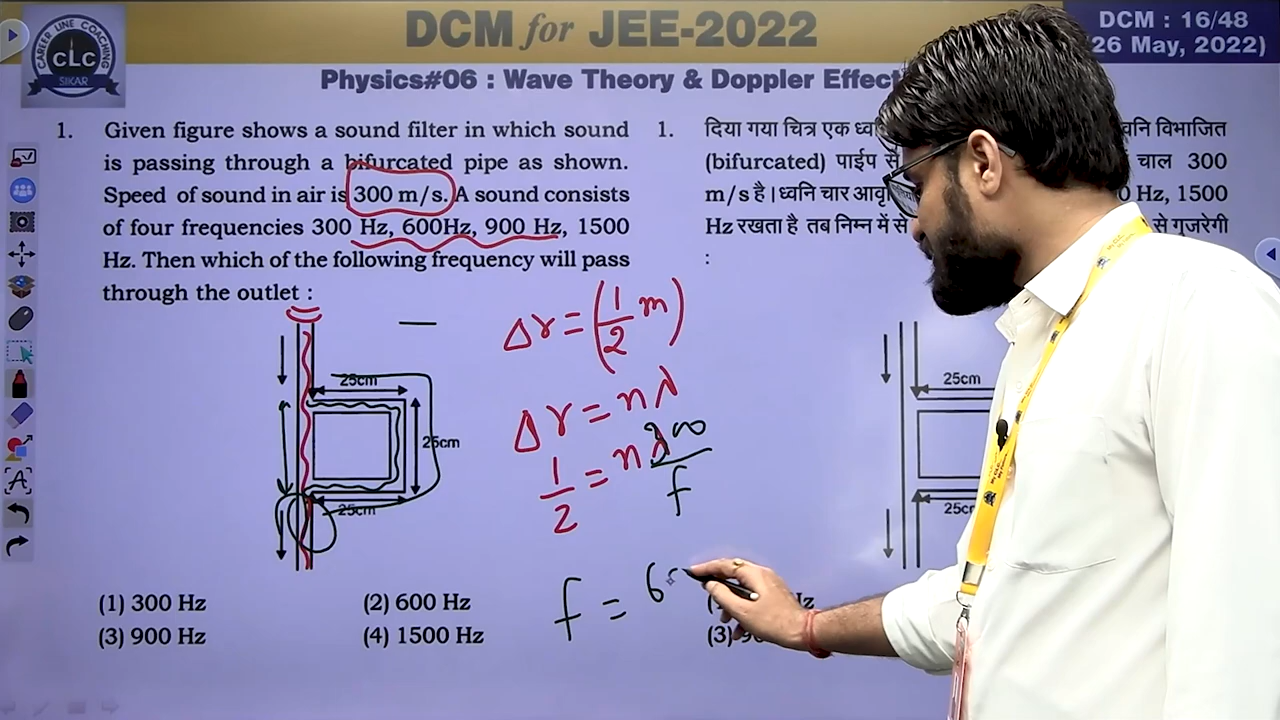 DCM for JEE-2022
DCM : 16/48
26 May, 2022)
CAREER LINE COACHING
CLC
SIKAR
Physics#06 : Wave Theory & Doppler Effect
1. Given figure shows a sound filter in which sound
is passing through a bifurcated pipe as shown.
Speed of sound in air is 300 m/s. A sound consists
of four frequencies 300 Hz, 600Hz, 900 Hz, 1500
Hz. Then which of the following frequency will pass
through the outlet :
25cm
25cm
25cm
(1) 300 Hz
(2) 600 Hz
(3) 900 Hz
(4) 1500 Hz
Δr = (1/2 m)
Δr = nλ
1/2 = nλ 300/f
f = 6
1. दिया गया चित्र एक विभाजित
(bifurcated) पाईप चाल 300
m/s है। ध्वनि चार 1500
Hz रखता है तब निम्न में से से गुजरेगी
:
25cm
Hz
(3)